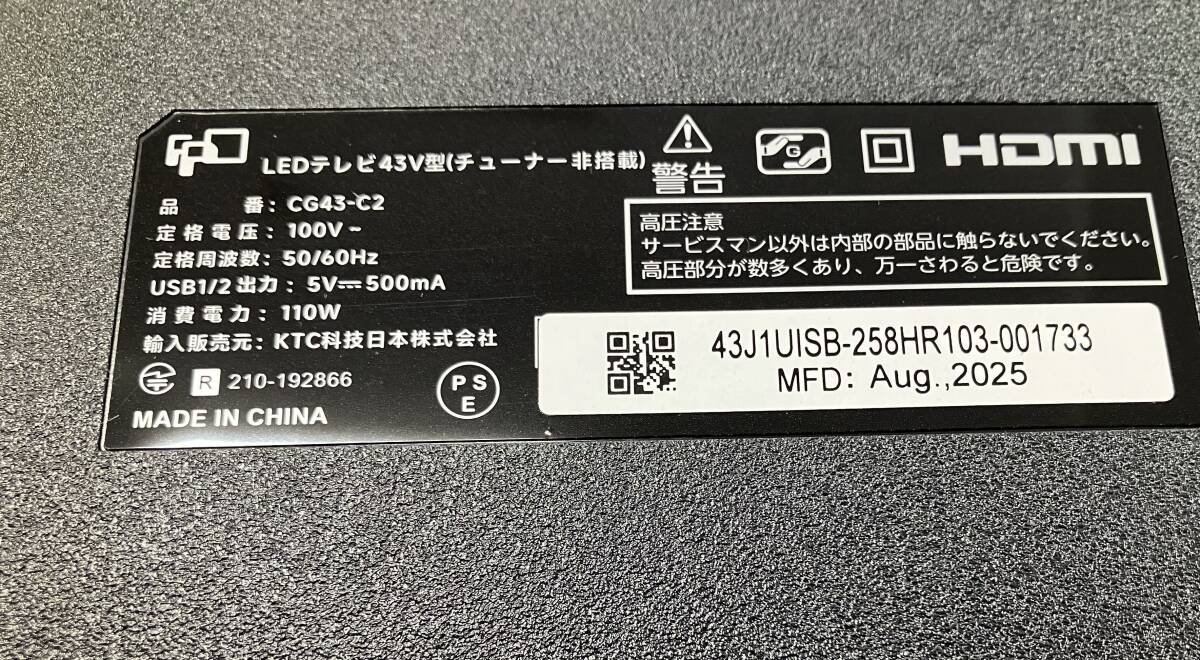 FPD
LEDテレビ43V型(チューナー非搭載)
品番: CG43-C2
定格電圧: 100V~
定格周波数: 50/60Hz
USB1/2 出力: 5V⎓500mA
消費電力: 110W
輸入販売元: KTC科技日本株式会社
R 210-192866
PSE
MADE IN CHINA
警告
G
HDMI
高圧注意
サービスマン以外は内部の部品に触らないでください。
高圧部分が数多くあり、万一さわると危険です。
43J1UISB-258HR103-001733
MFD: Aug.,2025